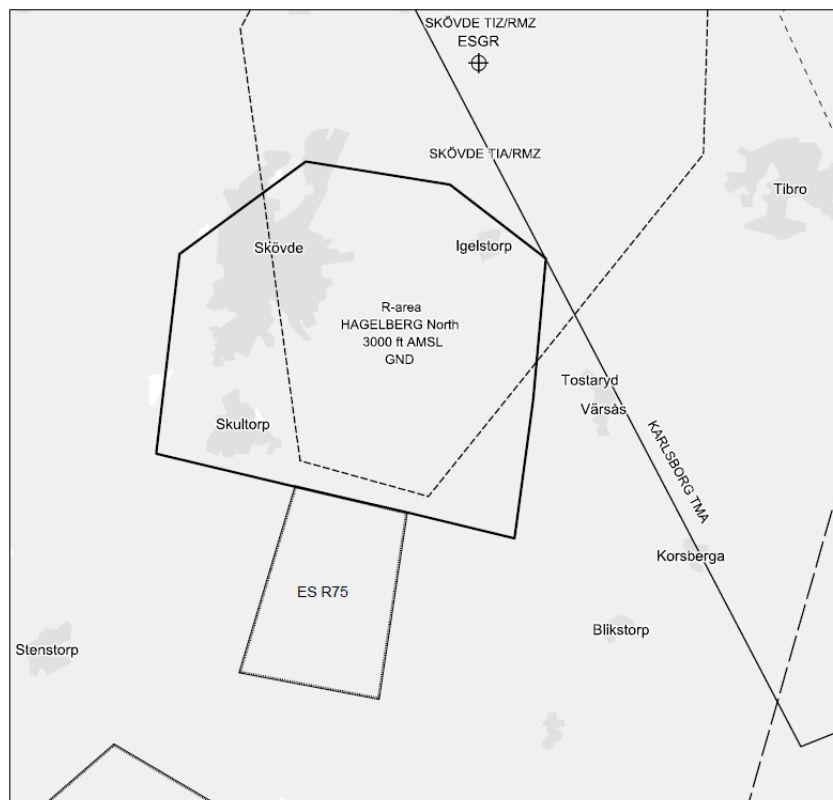 SKÖVDE TIZ/RMZ
ESGR
SKÖVDE TIA/RMZ
Tibro
Skövde
Igelstorp
R-area
HAGELBERG North
3000 ft AMSL
GND
Tostaryd
Värsås
Skultorp
KARLSBORG TMA
Korsberga
ES R75
Blikstorp
Stenstorp